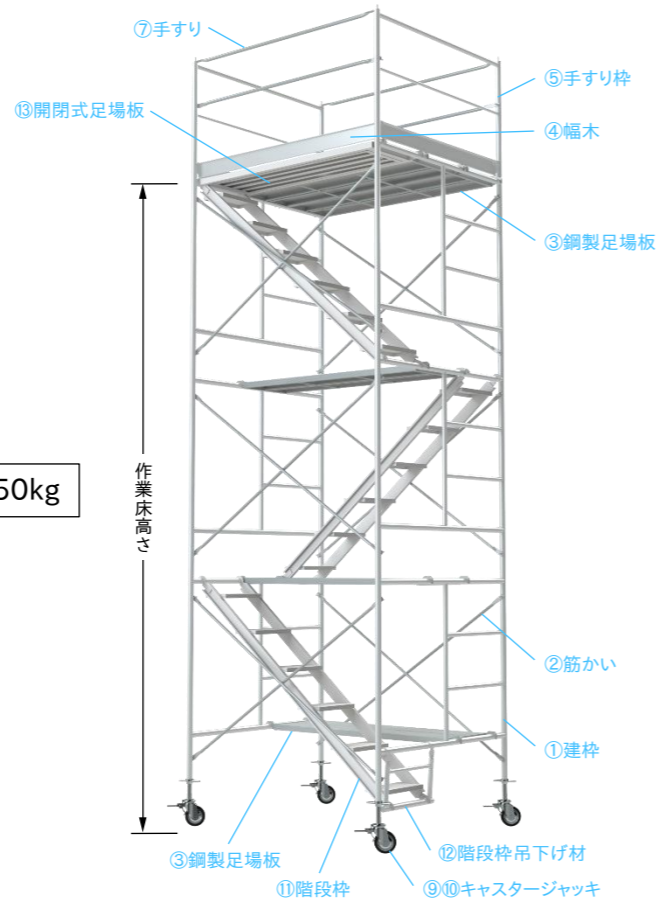 ⑦手すり
⑤手すり枠
⑬開閉式足場板
④幅木
③鋼製足場板
50kg
作業床高さ
②筋かい
①建枠
③鋼製足場板
⑫階段枠吊下げ材
⑪階段枠
⑨⑩キャスタージャッキ